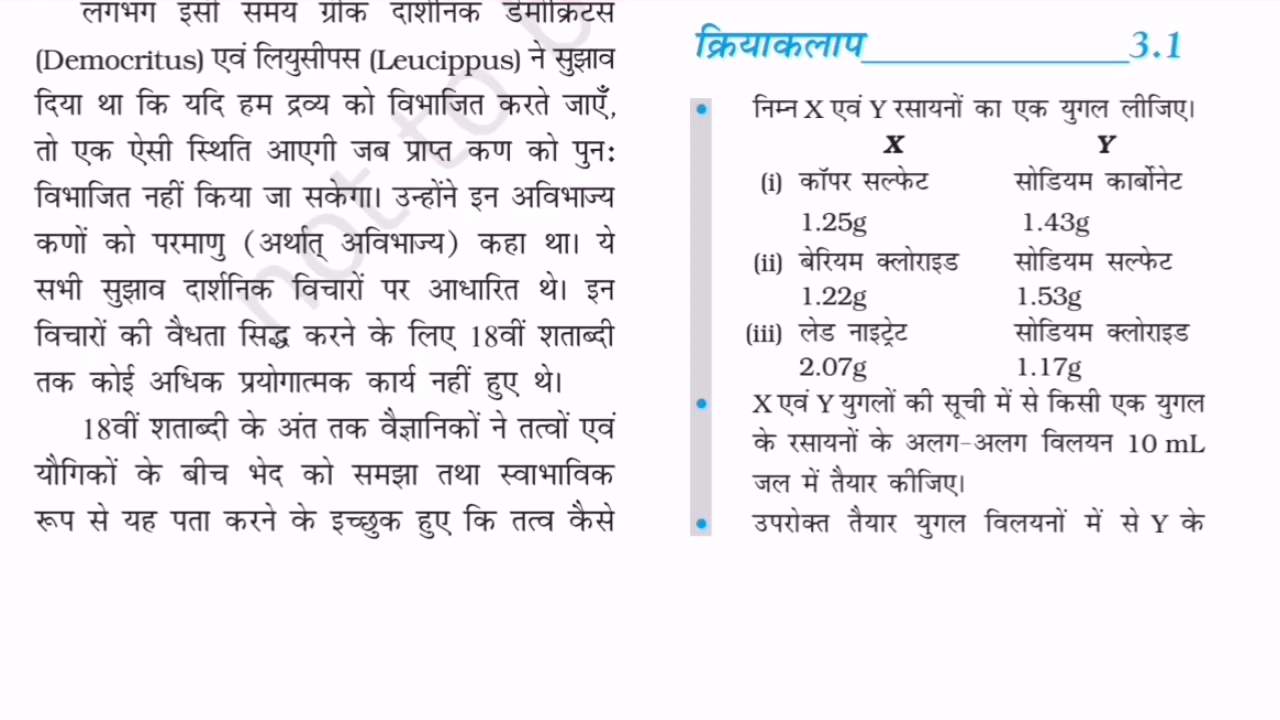 लगभग इसी समय ग्रीक दार्शनिक डेमोक्रिटस
(Democritus) एवं लियुसीपस (Leucippus) ने सुझाव
दिया था कि यदि हम द्रव्य को विभाजित करते जाएँ,
तो एक ऐसी स्थिति आएगी जब प्राप्त कण को पुन:
विभाजित नहीं किया जा सकेगा। उन्होंने इन अविभाज्य
कणों को परमाणु (अर्थात् अविभाज्य) कहा था। ये
सभी सुझाव दार्शनिक विचारों पर आधारित थे। इन
विचारों की वैधता सिद्ध करने के लिए 18वीं शताब्दी
तक कोई अधिक प्रयोगात्मक कार्य नहीं हुए थे।
18वीं शताब्दी के अंत तक वैज्ञानिकों ने तत्वों एवं
यौगिकों के बीच भेद को समझा तथा स्वाभाविक
रूप से यह पता करने के इच्छुक हुए कि तत्व कैसे
not to
क्रियाकलाप 3.1
• निम्न X एवं Y रसायनों का एक युगल लीजिए।
X Y
(i) कॉपर सल्फेट सोडियम कार्बोनेट
1.25g 1.43g
(ii) बेरियम क्लोराइड सोडियम सल्फेट
1.22g 1.53g
(iii) लेड नाइट्रेट सोडियम क्लोराइड
2.07g 1.17g
• X एवं Y युगलों की सूची में से किसी एक युगल
के रसायनों के अलग-अलग विलयन 10 mL
जल में तैयार कीजिए।
• उपरोक्त तैयार युगल विलयनों में से Y के